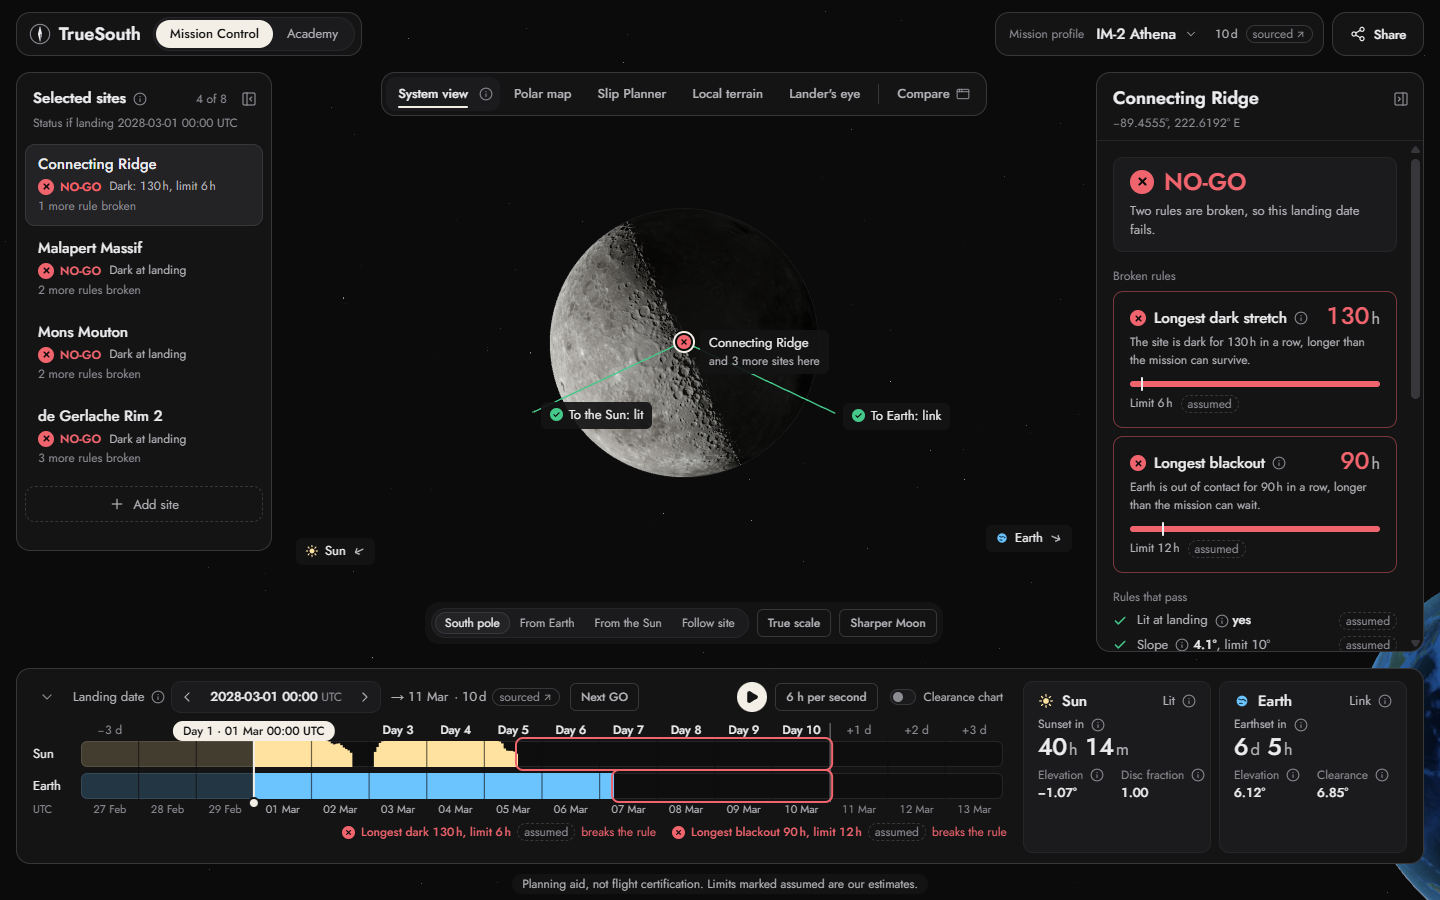 TrueSouth
Mission Control
Academy
Mission profile IM-2 Athena 10d sourced ↗
Share
Selected sites 4 of 8
Status if landing 2028-03-01 00:00 UTC
Connecting Ridge
NO-GO Dark: 130h, limit 6h
1 more rule broken
Malapert Massif
NO-GO Dark at landing
2 more rules broken
Mons Mouton
NO-GO Dark at landing
2 more rules broken
de Gerlache Rim 2
NO-GO Dark at landing
3 more rules broken
+ Add site
System view
Polar map
Slip Planner
Local terrain
Lander's eye
Compare
Connecting Ridge
and 3 more sites here
To the Sun: lit
To Earth: link
Sun ↙
Earth ↘
South pole
From Earth
From the Sun
Follow site
True scale
Sharper Moon
Connecting Ridge
−89.4555°, 222.6192° E
NO-GO
Two rules are broken, so this landing date
fails.
Broken rules
Longest dark stretch 130h
The site is dark for 130h in a row, longer than
the mission can survive.
Limit 6h assumed
Longest blackout 90h
Earth is out of contact for 90h in a row, longer
than the mission can wait.
Limit 12h assumed
Rules that pass
Lit at landing yes assumed
Slope 4.1°, limit 10° assumed
Landing date 2028-03-01 00:00 UTC → 11 Mar · 10d sourced ↗ Next GO
6 h per second
Clearance chart
−3 d Day 1 · 01 Mar 00:00 UTC Day 3 Day 4 Day 5 Day 6 Day 7 Day 8 Day 9 Day 10 +1 d +2 d +3 d
Sun
Earth
UTC 27 Feb 28 Feb 29 Feb 01 Mar 02 Mar 03 Mar 04 Mar 05 Mar 06 Mar 07 Mar 08 Mar 09 Mar 10 Mar 11 Mar 12 Mar 13 Mar
Longest dark 130h, limit 6h assumed breaks the rule Longest blackout 90h, limit 12h assumed breaks the rule
Sun Lit
Sunset in
40h 14m
Elevation Disc fraction
−1.07° 1.00
Earth Link
Earthset in
6d 5h
Elevation Clearance
6.12° 6.85°
Planning aid, not flight certification. Limits marked assumed are our estimates.